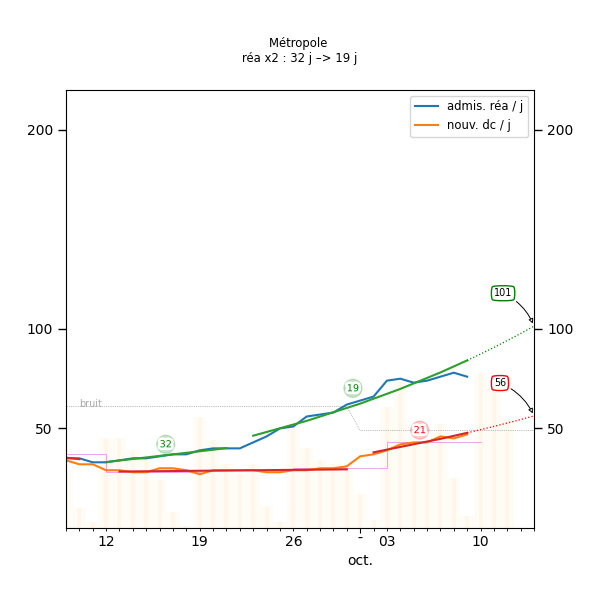 Métropole
réa x2 : 32 j –> 19 j
admis. réa / j
nouv. dc / j
200
200
101
100
100
56
19
bruit
32
21
50
50
12
19
26
-
03
10
oct.